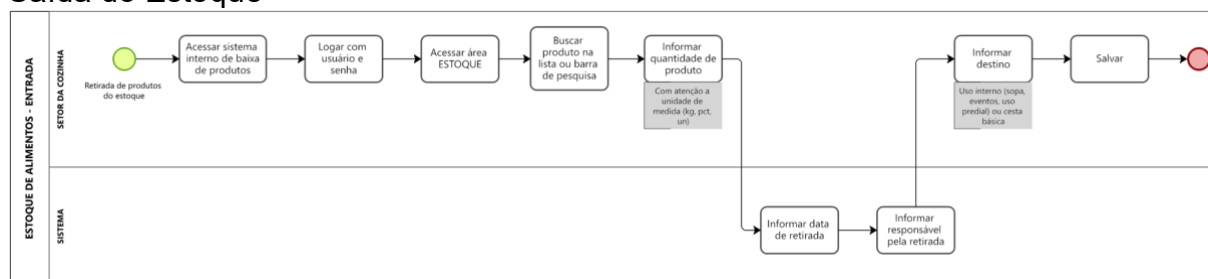 Saída do Estoque
ESTOQUE DE ALIMENTOS - ENTRADA
SETOR DA COZINHA
Retirada de produtos
do estoque
Acessar sistema
interno de baixa
de produtos
Logar com
usuário e
senha
Acessar área
ESTOQUE
Buscar
produto na
lista ou barra
de pesquisa
Informar
quantidade de
produto
Com atenção a
unidade de
medida (kg, pct,
un)
Informar
destino
Uso interno (sopa,
eventos, uso
predial) ou cesta
básica
Salvar
SISTEMA
Informar data
de retirada
Informar
responsável
pela retirada